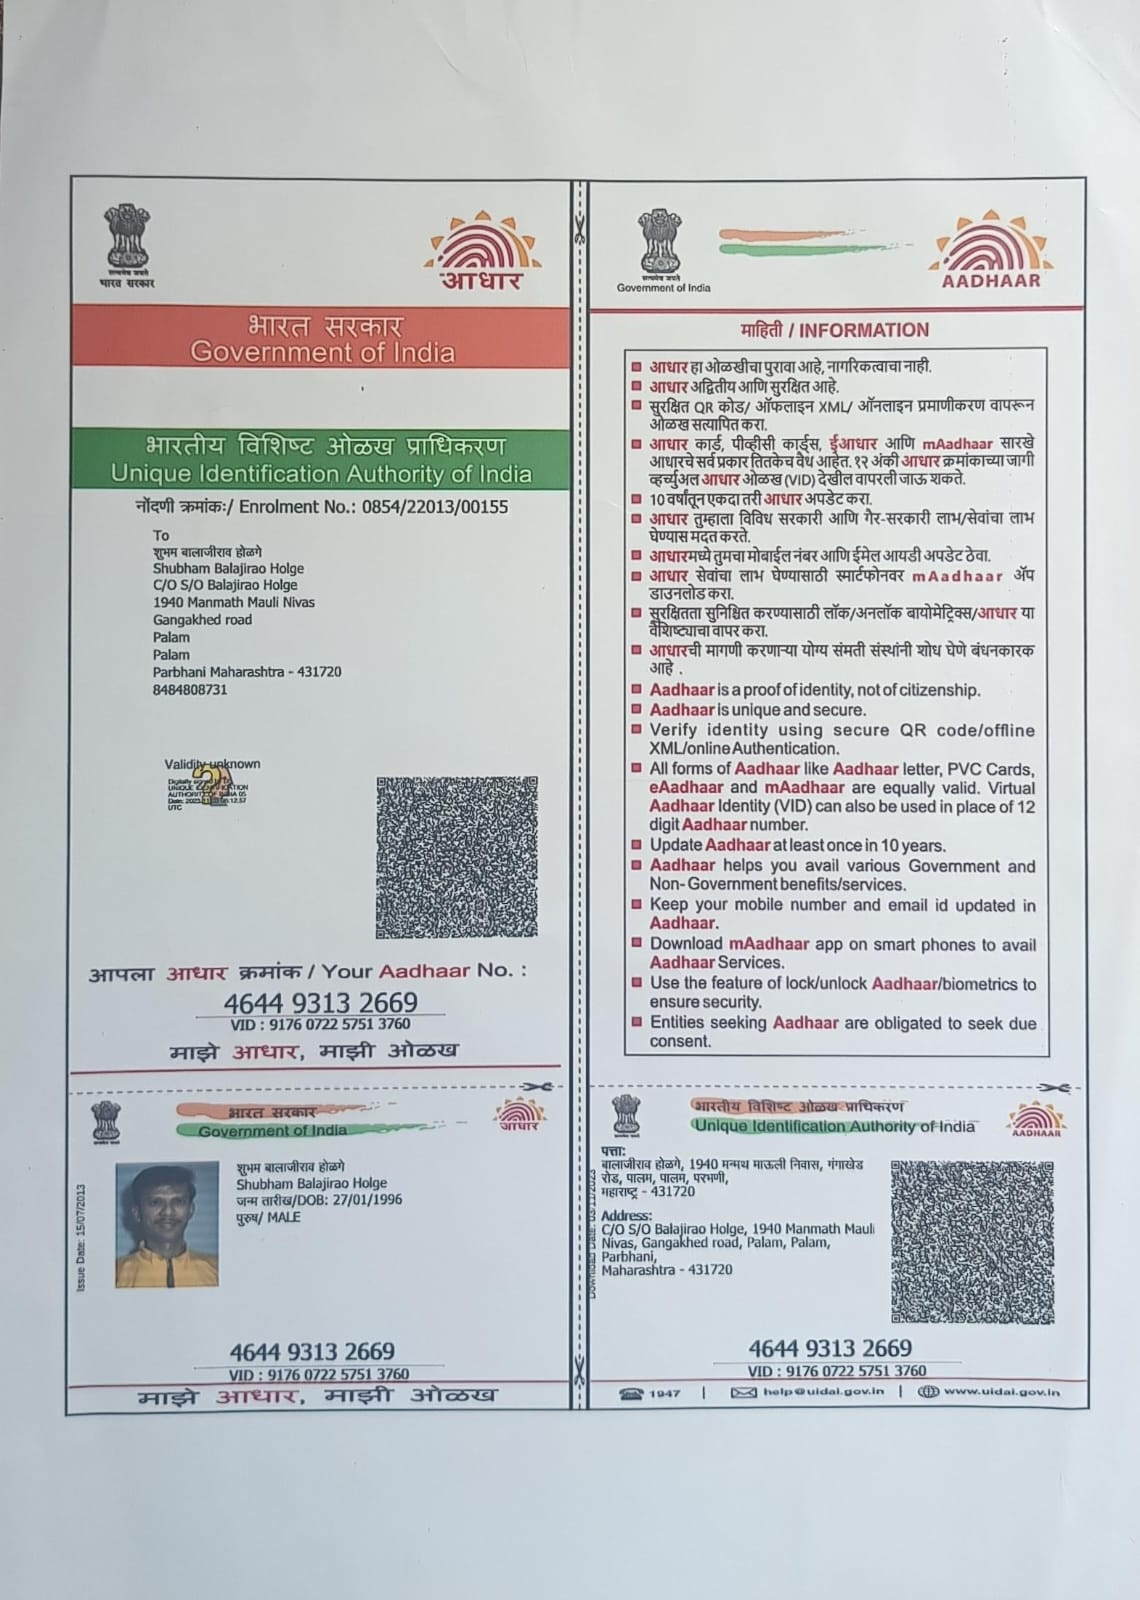 सत्यमेव जयते
भारत सरकार
आधार
भारत सरकार
Government of India
भारतीय विशिष्ट ओळख प्राधिकरण
Unique Identification Authority of India
नोंदणी क्रमांक:/ Enrolment No.: 0854/22013/00155
To
शुभम बालाजीराव होळगे
Shubham Balajirao Holge
C/O S/O Balajirao Holge
1940 Manmath Mauli Nivas
Gangakhed road
Palam
Palam
Parbhani Maharashtra - 431720
8484808731
Validity unknown
Digitally signed by
UNIQUE IDENTIFICATION
AUTHORITY OF INDIA 05
UTC
आपला आधार क्रमांक / Your Aadhaar No. :
4644 9313 2669
VID : 9176 0722 5751 3760
माझे आधार, माझी ओळख
सत्यमेव जयते
Government of India
AADHAAR
माहिती / INFORMATION
आधार हा ओळखीचा पुरावा आहे, नागरिकत्वाचा नाही.
आधार अद्वितीय आणि सुरक्षित आहे.
सुरक्षित QR कोड/ ऑफलाइन XML/ ऑनलाइन प्रमाणीकरण वापरून
ओळख सत्यापित करा.
आधार कार्ड, पीव्हीसी कार्ड्स, ईआधार आणि mAadhaar सारखे
आधारचे सर्व प्रकार तितकेच वैध आहेत. १२ अंकी आधार क्रमांकाच्या जागी
व्हर्च्युअल आधार ओळख (VID) देखील वापरली जाऊ शकते.
10 वर्षांतून एकदा तरी आधार अपडेट करा.
आधार तुम्हाला विविध सरकारी आणि गैर-सरकारी लाभ/सेवांचा लाभ
घेण्यास मदत करते.
आधारमध्ये तुमचा मोबाईल नंबर आणि ईमेल आयडी अपडेट ठेवा.
आधार सेवांचा लाभ घेण्यासाठी स्मार्टफोनवर mAadhaar ॲप
डाउनलोड करा.
सुरक्षितता सुनिश्चित करण्यासाठी लॉक/अनलॉक बायोमेट्रिक्स/आधार या
वैशिष्ट्याचा वापर करा.
आधारची मागणी करणाऱ्या योग्य संमती संस्थांनी शोध घेणे बंधनकारक
आहे .
Aadhaar is a proof of identity, not of citizenship.
Aadhaar is unique and secure.
Verify identity using secure QR code/offline
XML/online Authentication.
All forms of Aadhaar like Aadhaar letter, PVC Cards,
eAadhaar and mAadhaar are equally valid. Virtual
Aadhaar Identity (VID) can also be used in place of 12
digit Aadhaar number.
Update Aadhaar at least once in 10 years.
Aadhaar helps you avail various Government and
Non- Government benefits/services.
Keep your mobile number and email id updated in
Aadhaar.
Download mAadhaar app on smart phones to avail
Aadhaar Services.
Use the feature of lock/unlock Aadhaar/biometrics to
ensure security.
Entities seeking Aadhaar are obligated to seek due
consent.
भारत सरकार
Government of India
आधार
Issue Date: 15/07/2013
शुभम बालाजीराव होळगे
Shubham Balajirao Holge
जन्म तारीख/DOB: 27/01/1996
पुरुष/ MALE
4644 9313 2669
VID : 9176 0722 5751 3760
माझे आधार, माझी ओळख
भारतीय विशिष्ट ओळख प्राधिकरण
Unique Identification Authority of India
AADHAAR
Download Date: 03/11/2023
पत्ता:
बालाजीराव होळगे, 1940 मन्मथ माऊली निवास, गंगाखेड
रोड, पालम, पालम, परभणी,
महाराष्ट्र - 431720
Address:
C/O S/O Balajirao Holge, 1940 Manmath Mauli
Nivas, Gangakhed road, Palam, Palam,
Parbhani,
Maharashtra - 431720
4644 9313 2669
VID : 9176 0722 5751 3760
1947 | help@uidai.gov.in | www.uidai.gov.in